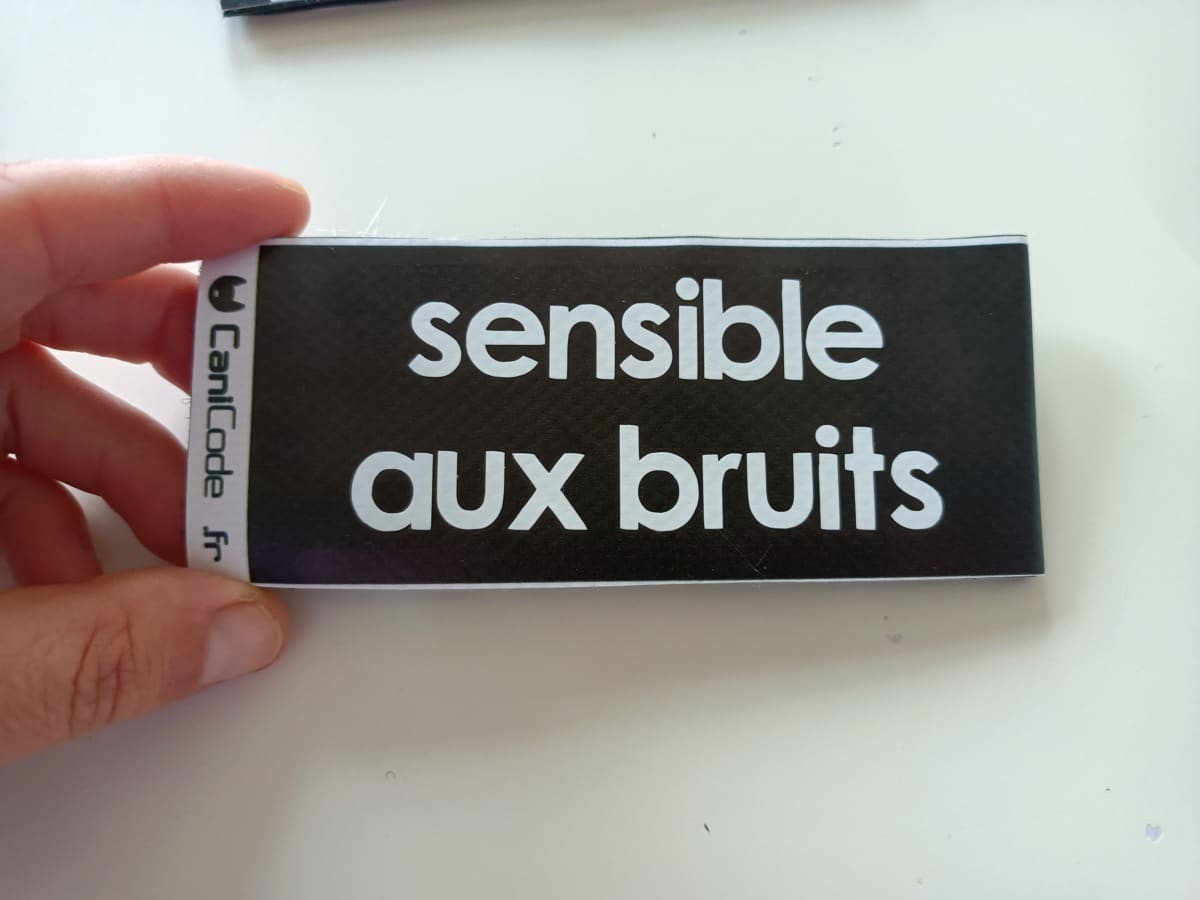 sensible
aux bruits
CaniCode .fr